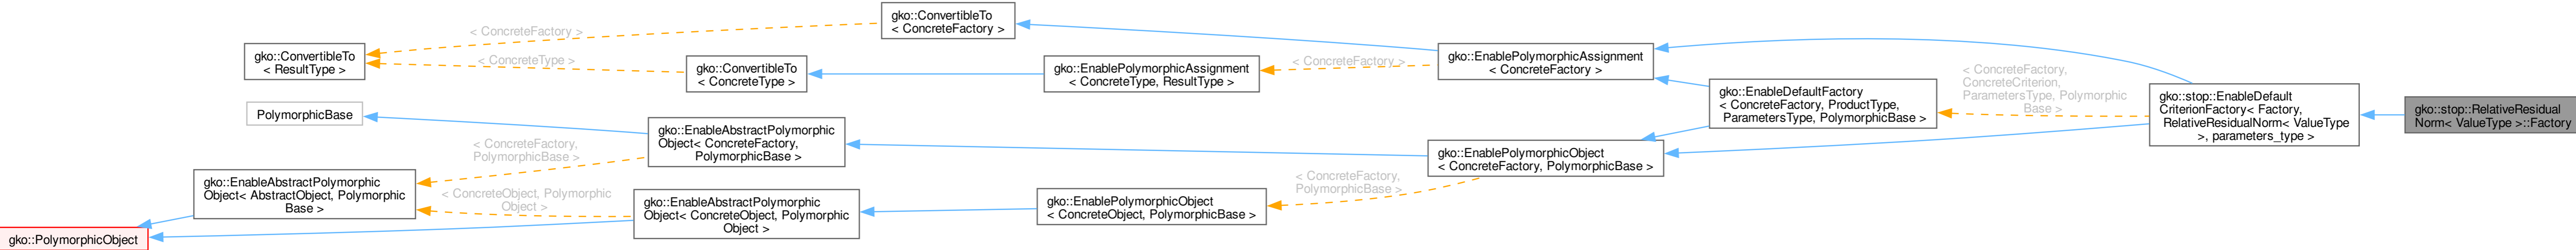 gko::ConvertibleTo
< ConcreteFactory >
< ConcreteFactory >
gko::ConvertibleTo
< ResultType >
< ConcreteType >
gko::ConvertibleTo
< ConcreteType >
gko::EnablePolymorphicAssignment
< ConcreteType, ResultType >
< ConcreteFactory >
gko::EnablePolymorphicAssignment
< ConcreteFactory >
gko::EnableDefaultFactory
< ConcreteFactory, ProductType,
ParametersType, PolymorphicBase >
< ConcreteFactory,
ConcreteCriterion,
ParametersType, Polymorphic
Base >
gko::stop::EnableDefault
CriterionFactory< Factory,
RelativeResidualNorm< ValueType
>, parameters_type >
gko::stop::RelativeResidual
Norm< ValueType >::Factory
PolymorphicBase
gko::EnableAbstractPolymorphic
Object< ConcreteFactory,
PolymorphicBase >
< ConcreteFactory,
PolymorphicBase >
gko::EnablePolymorphicObject
< ConcreteFactory, PolymorphicBase >
gko::EnableAbstractPolymorphic
Object< AbstractObject, Polymorphic
Base >
< ConcreteObject, Polymorphic
Object >
gko::EnableAbstractPolymorphic
Object< ConcreteObject, Polymorphic
Object >
gko::EnablePolymorphicObject
< ConcreteObject, PolymorphicBase >
< ConcreteFactory,
PolymorphicBase >
gko::PolymorphicObject